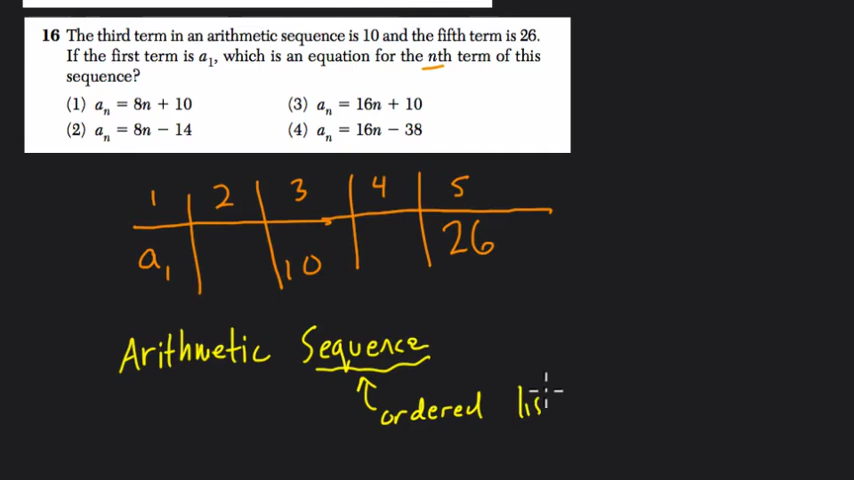 16 The third term in an arithmetic sequence is 10 and the fifth term is 26.
If the first term is a₁, which is an equation for the nth term of this
sequence?
(1) aₙ = 8n + 10 (3) aₙ = 16n + 10
(2) aₙ = 8n − 14 (4) aₙ = 16n − 38
1 2 3 4 5
a₁ 10 26
Arithmetic Sequence
ordered lis